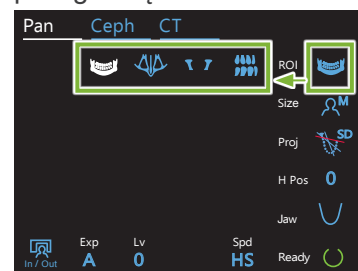 Pan Ceph CT
ROI
Size M
Proj SD
H Pos 0
Jaw
In / Out Exp A Lv 0 Spd HS Ready